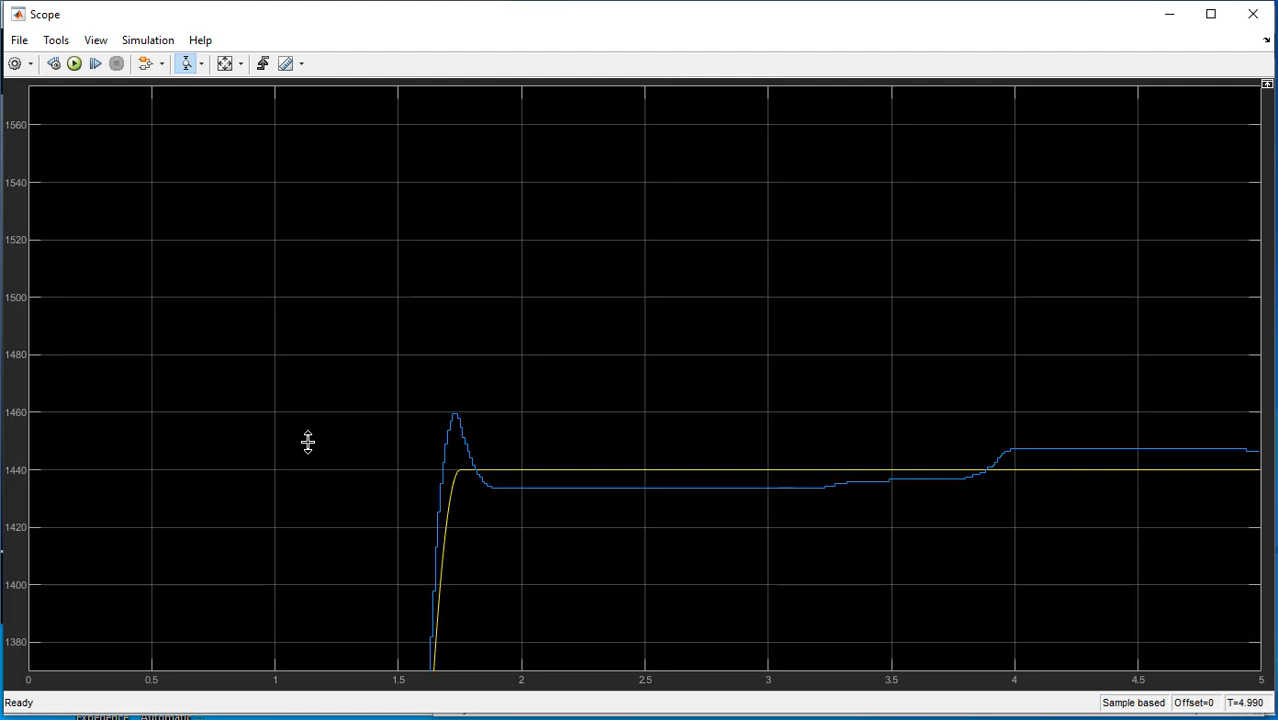 Scope
File Tools View Simulation Help
1560
1540
1520
1500
1480
1460
1440
1420
1400
1380
0 0.5 1 1.5 2 2.5 3 3.5 4 4.5 5
Ready Sample based Offset=0 T=4.990
Experience Automatic...